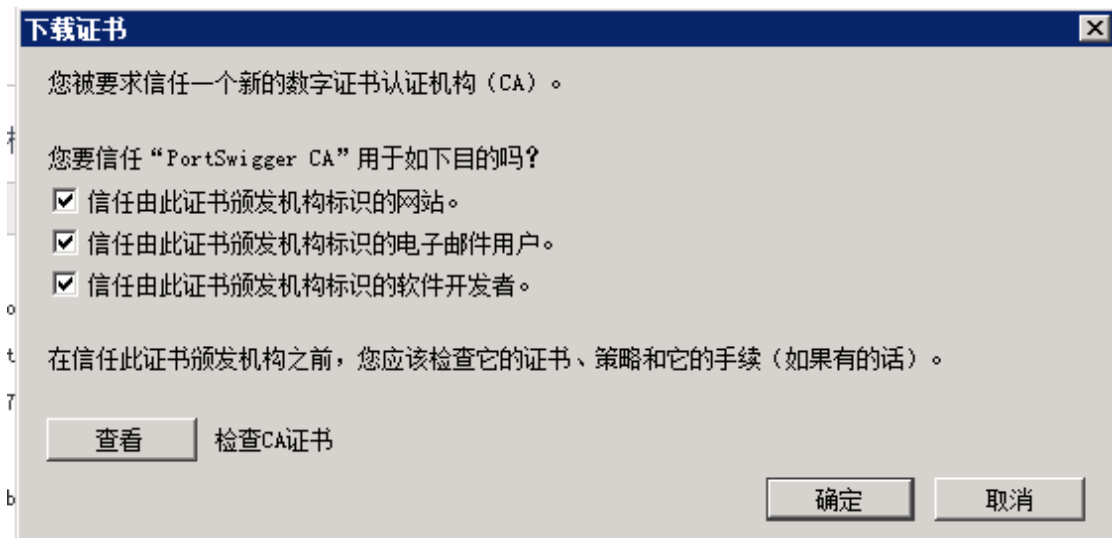 下载证书
您被要求信任一个新的数字证书认证机构（CA）。
您要信任“PortSwigger CA”用于如下目的吗?
信任由此证书颁发机构标识的网站。
信任由此证书颁发机构标识的电子邮件用户。
信任由此证书颁发机构标识的软件开发者。
在信任此证书颁发机构之前，您应该检查它的证书、策略和它的手续（如果有的话）。
查看 检查CA证书
确定 取消